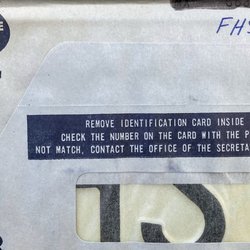 E
FHS
REMOVE IDENTIFICATION CARD INSIDE
CHECK THE NUMBER ON THE CARD WITH THE P
NOT MATCH, CONTACT THE OFFICE OF THE SECRETA